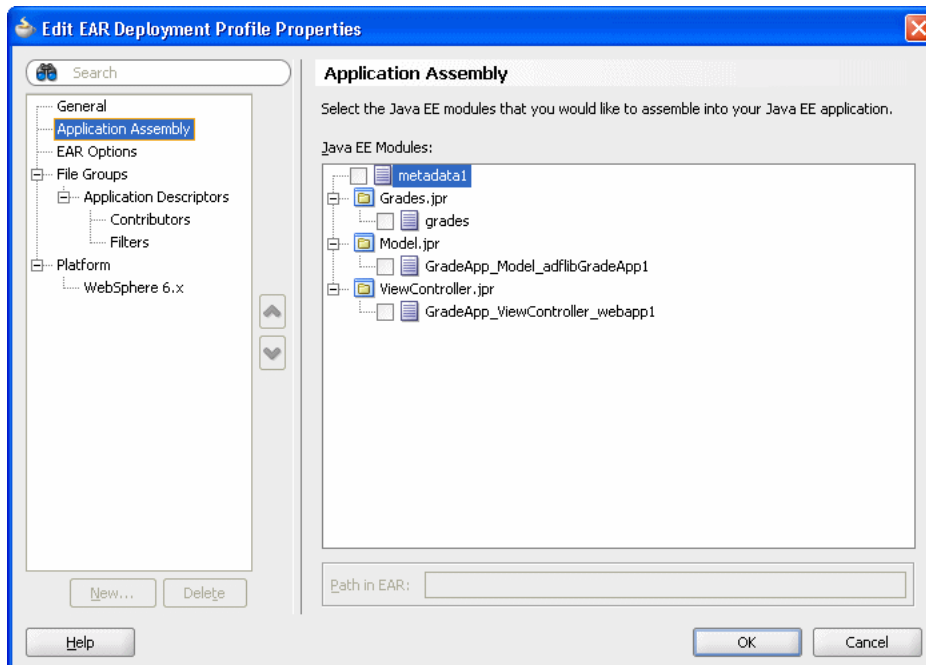 Edit EAR Deployment Profile Properties
Search
General
Application Assembly
EAR Options
File Groups
Application Descriptors
Contributors
Filters
Platform
WebSphere 6.x
New...
Delete
Application Assembly
Select the Java EE modules that you would like to assemble into your Java EE application.
Java EE Modules:
metadata1
Grades.jpr
grades
Model.jpr
GradeApp_Model_adflibGradeApp1
ViewController.jpr
GradeApp_ViewController_webapp1
Path in EAR:
Help
OK
Cancel